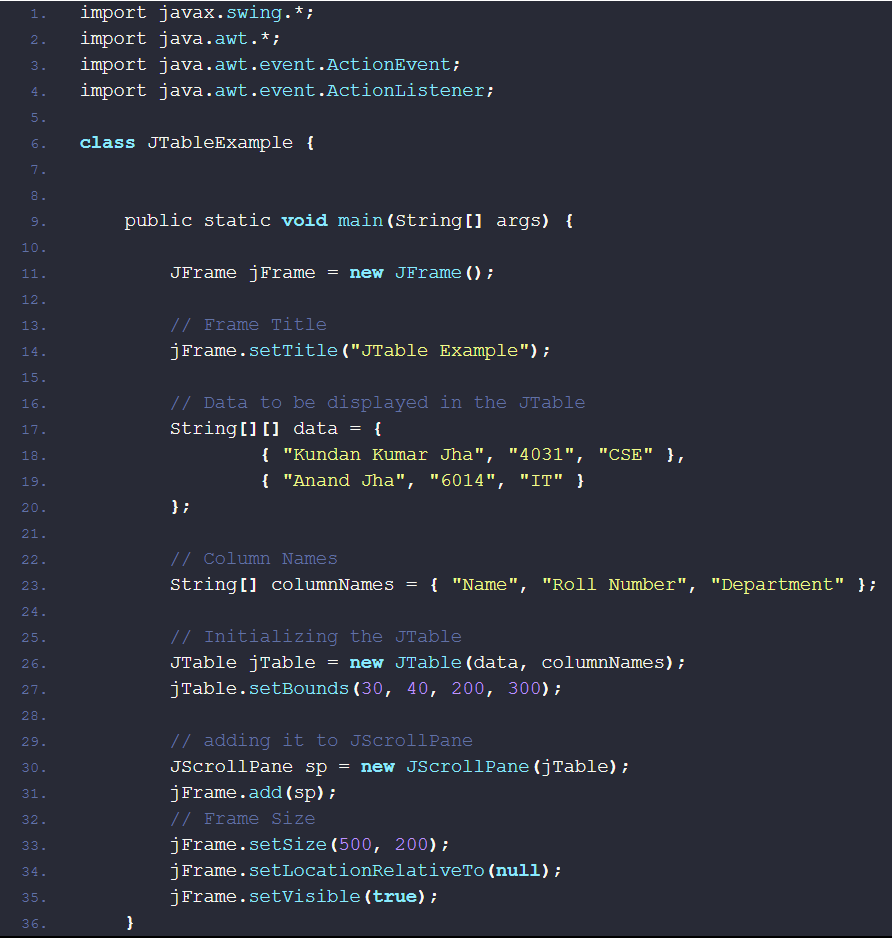 1. import javax.swing.*;
2. import java.awt.*;
3. import java.awt.event.ActionEvent;
4. import java.awt.event.ActionListener;
5.
6. class JTableExample {
7.
8.
9.     public static void main(String[] args) {
10.
11.         JFrame jFrame = new JFrame();
12.
13.         // Frame Title
14.         jFrame.setTitle("JTable Example");
15.
16.         // Data to be displayed in the JTable
17.         String[][] data = {
18.                 { "Kundan Kumar Jha", "4031", "CSE" },
19.                 { "Anand Jha", "6014", "IT" }
20.         };
21.
22.         // Column Names
23.         String[] columnNames = { "Name", "Roll Number", "Department" };
24.
25.         // Initializing the JTable
26.         JTable jTable = new JTable(data, columnNames);
27.         jTable.setBounds(30, 40, 200, 300);
28.
29.         // adding it to JScrollPane
30.         JScrollPane sp = new JScrollPane(jTable);
31.         jFrame.add(sp);
32.         // Frame Size
33.         jFrame.setSize(500, 200);
34.         jFrame.setLocationRelativeTo(null);
35.         jFrame.setVisible(true);
36.     }